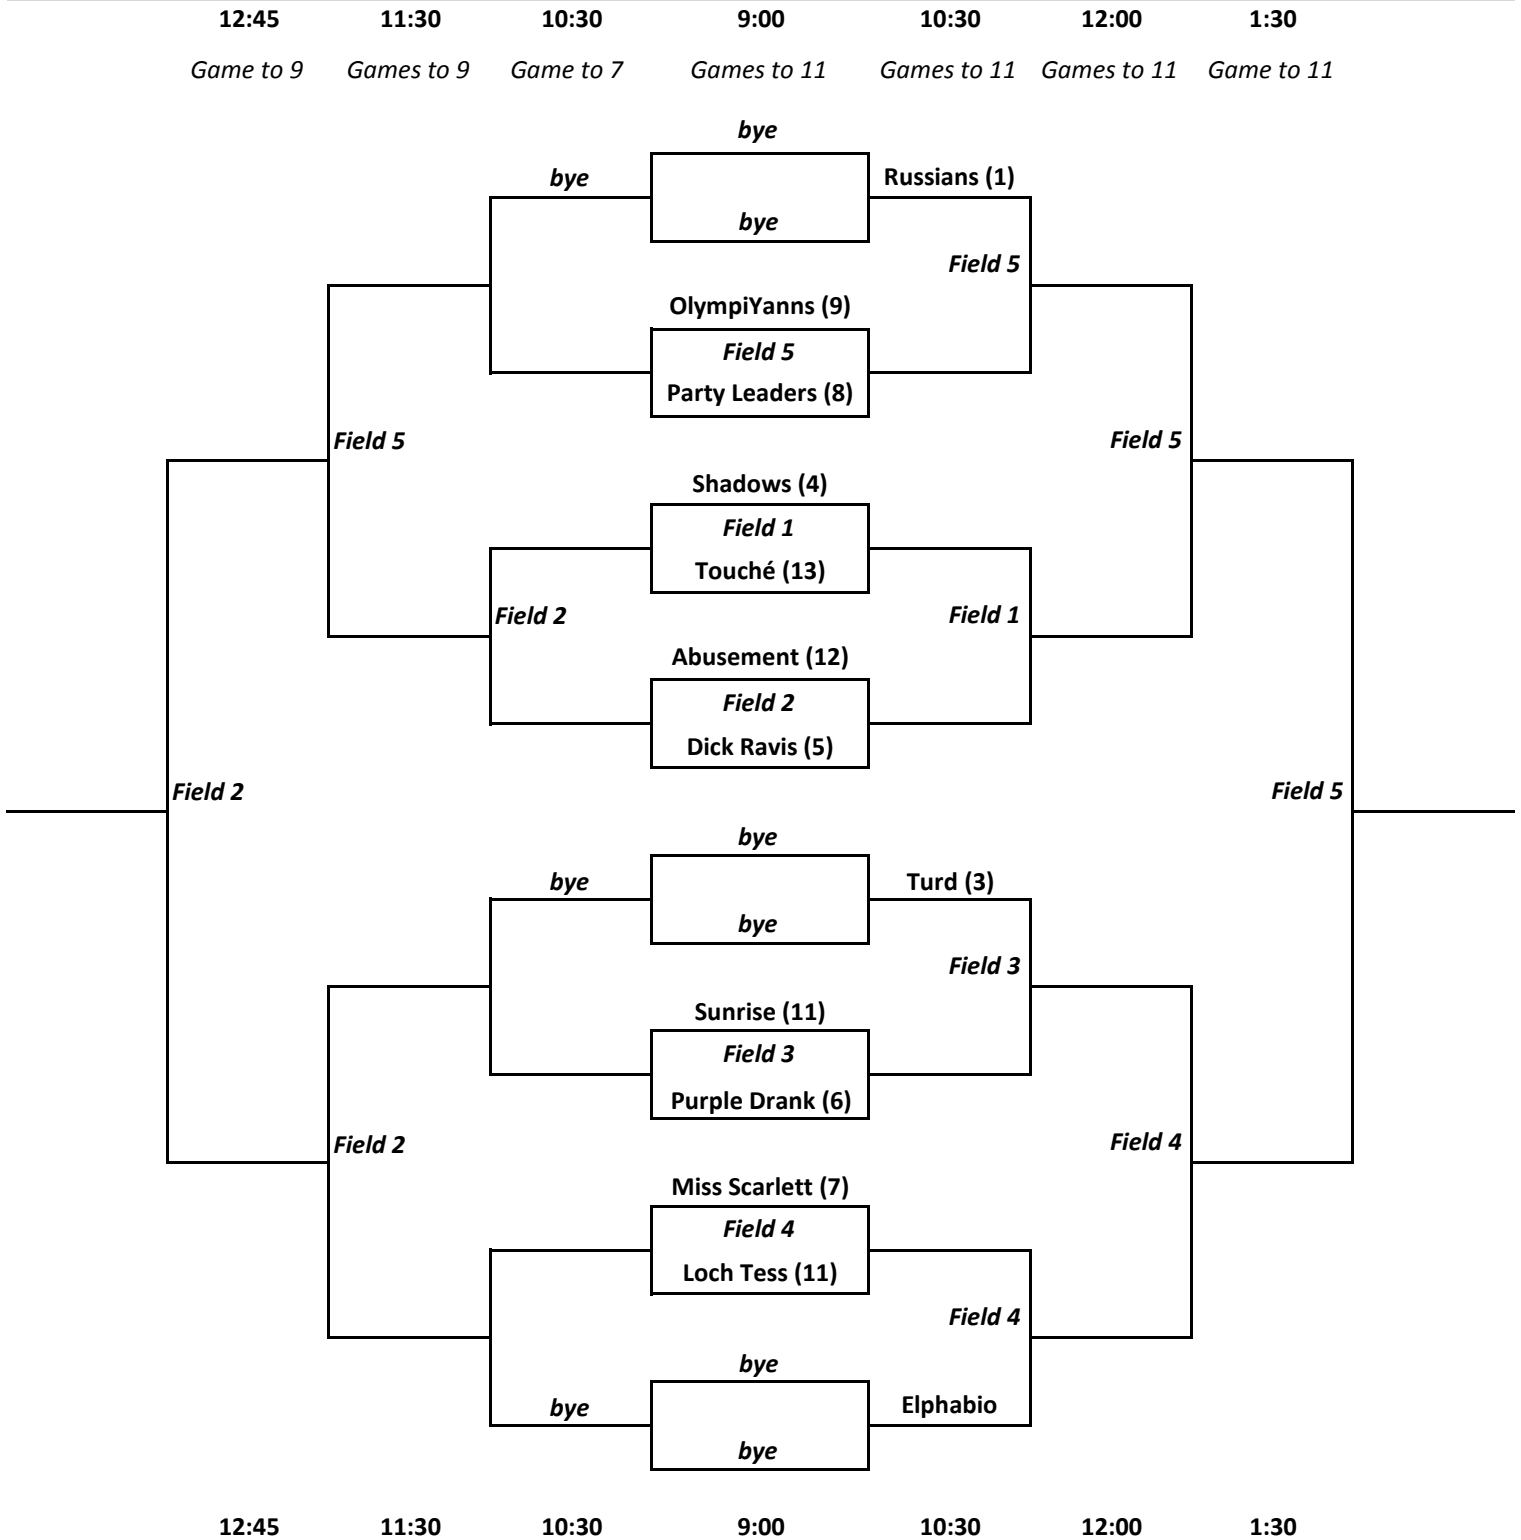 12:45 11:30 10:30 9:00 10:30 12:00 1:30
Game to 9 Games to 9 Game to 7 Games to 11 Games to 11 Games to 11 Game to 11
bye
bye Russians (1)
bye
Field 5
OlympiYanns (9)
Field 5
Party Leaders (8)
Field 5 Field 5
Shadows (4)
Field 1
Touché (13)
Field 2 Field 1
Abusement (12)
Field 2
Dick Ravis (5)
Field 2 Field 5
bye
bye Turd (3)
bye
Field 3
Sunrise (11)
Field 3
Purple Drank (6)
Field 2 Field 4
Miss Scarlett (7)
Field 4
Loch Tess (11)
Field 4
bye
bye Elphabio
bye
12:45 11:30 10:30 9:00 10:30 12:00 1:30